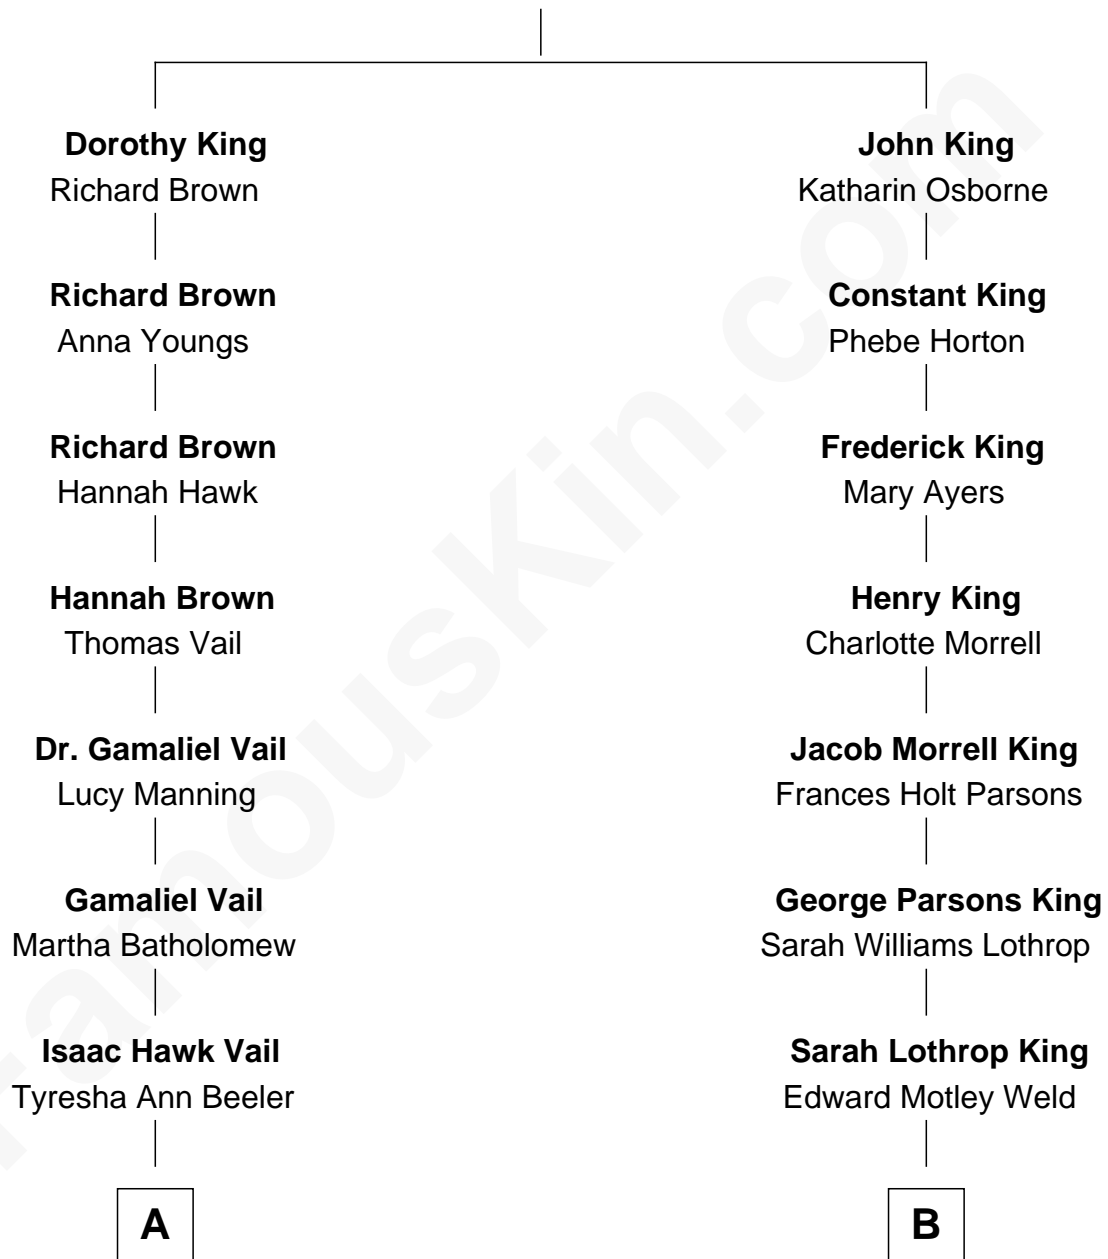 Dorothy King
Richard Brown
Richard Brown
Anna Youngs
Richard Brown
Hannah Hawk
Hannah Brown
Thomas Vail
Dr. Gamaliel Vail
Lucy Manning
Gamaliel Vail
Martha Batholomew
Isaac Hawk Vail
Tyresha Ann Beeler
A
John King
Katharin Osborne
Constant King
Phebe Horton
Frederick King
Mary Ayers
Henry King
Charlotte Morrell
Jacob Morrell King
Frances Holt Parsons
George Parsons King
Sarah Williams Lothrop
Sarah Lothrop King
Edward Motley Weld
B
FamousKin.com